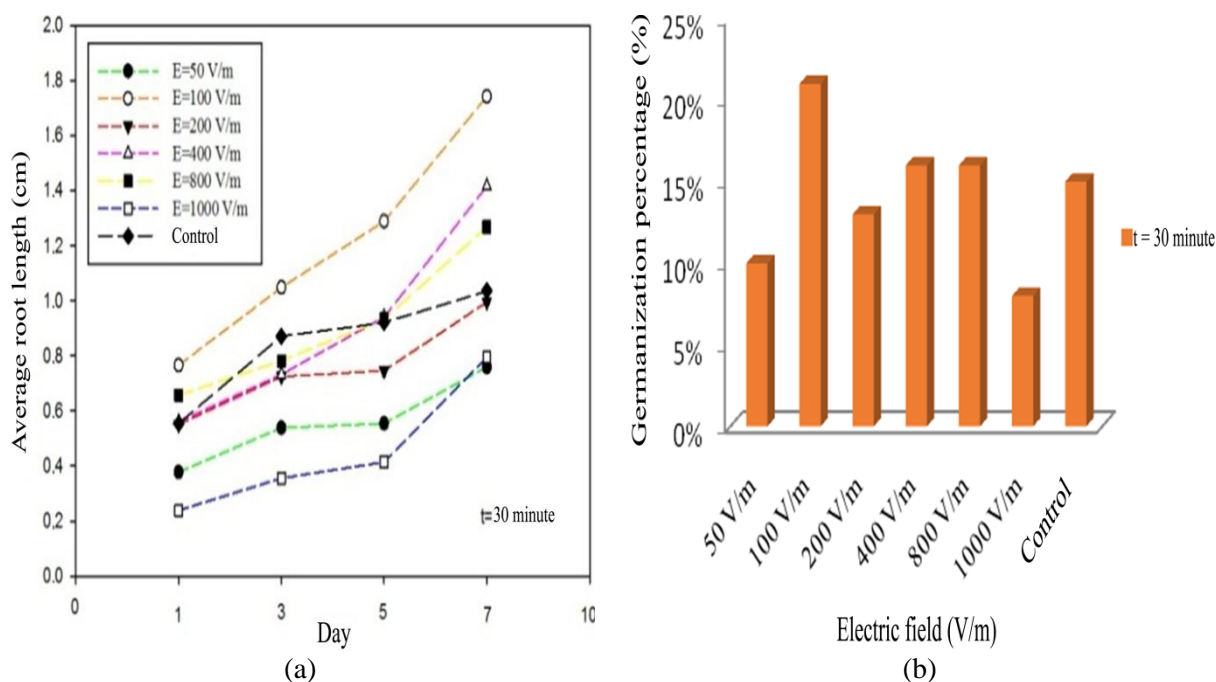 2.0
1.8
1.6
1.4
1.2
1.0
0.8
0.6
0.4
0.2
0.0
Average root length (cm)
E=50 V/m
E=100 V/m
E=200 V/m
E=400 V/m
E=800 V/m
E=1000 V/m
Control
t=30 minute
0 1 3 5 7 10
Day
(a)
25%
20%
15%
10%
5%
0%
Germanization percentage (%)
t = 30 minute
50 V/m
100 V/m
200 V/m
400 V/m
800 V/m
1000 V/m
Control
Electric field (V/m)
(b)